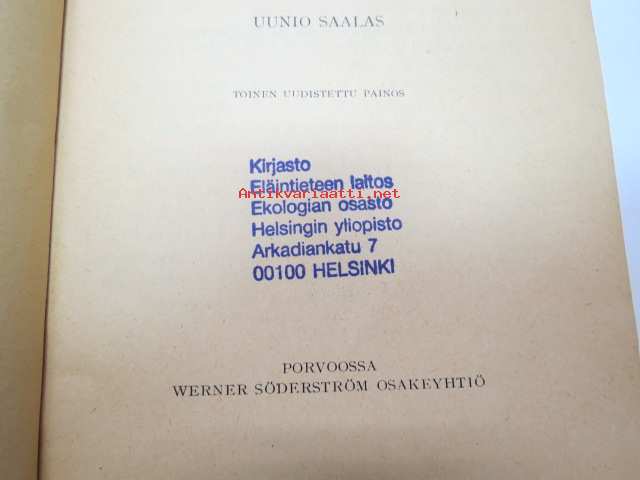 UUNIO SAALAS
TOINEN UUDISTETTU PAINOS
Kirjasto
Eläintieteen laitos
Antikvariaatti.net
Ekologian osasto
Helsingin yliopisto
Arkadiankatu 7
00100 HELSINKI
PORVOOSSA
WERNER SÖDERSTRÖM OSAKEYHTIÖ